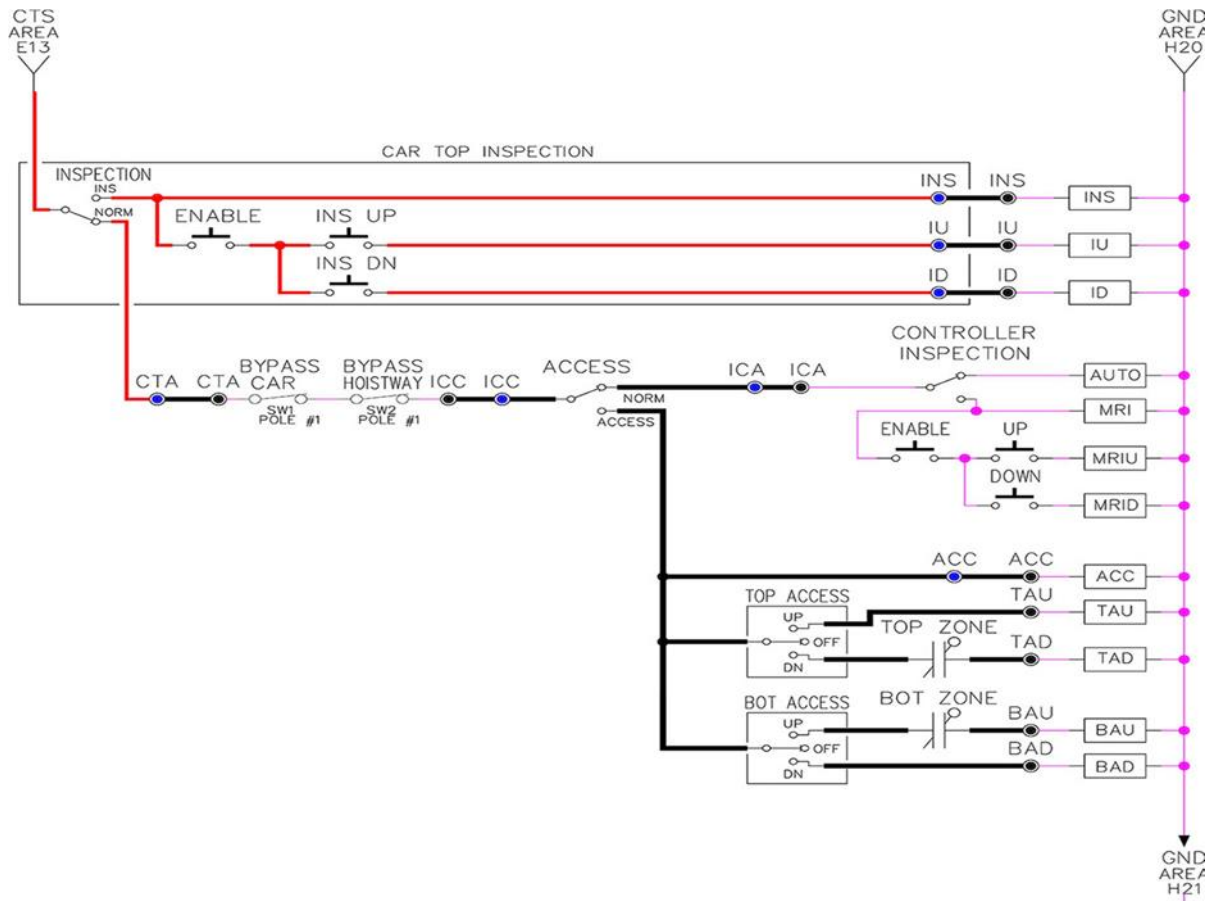 CTS
AREA
E13
GND
AREA
H20
CAR TOP INSPECTION
INSPECTION
INS
NORM
ENABLE
INS UP
INS DN
INS
INS
INS
IU
IU
IU
ID
ID
ID
CONTROLLER
INSPECTION
CTA
CTA
BYPASS
CAR
SW1
POLE #1
BYPASS
HOISTWAY
SW2
POLE #1
ICC
ICC
ACCESS
NORM
ACCESS
ICA
ICA
AUTO
MRI
ENABLE
UP
MRIU
DOWN
MRID
ACC
ACC
ACC
TOP ACCESS
UP
OFF
DN
TAU
TAU
TOP ZONE
TAD
TAD
BOT ACCESS
UP
OFF
DN
BOT ZONE
BAU
BAU
BAD
BAD
GND
AREA
H21